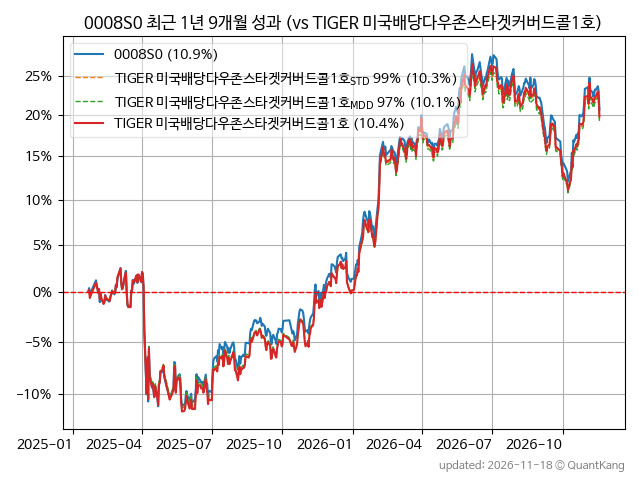 0008S0 최근 1년 9개월 성과 (vs TIGER 미국배당다우존스타겟커버드콜1호)
0008S0 (10.9%)
TIGER 미국배당다우존스타겟커버드콜1호STD 99% (10.3%)
TIGER 미국배당다우존스타겟커버드콜1호MDD 97% (10.1%)
TIGER 미국배당다우존스타겟커버드콜1호 (10.4%)
25%
20%
15%
10%
5%
0%
-5%
-10%
2025-01 2025-04 2025-07 2025-10 2026-01 2026-04 2026-07 2026-10
updated: 2026-11-18 © QuantKang